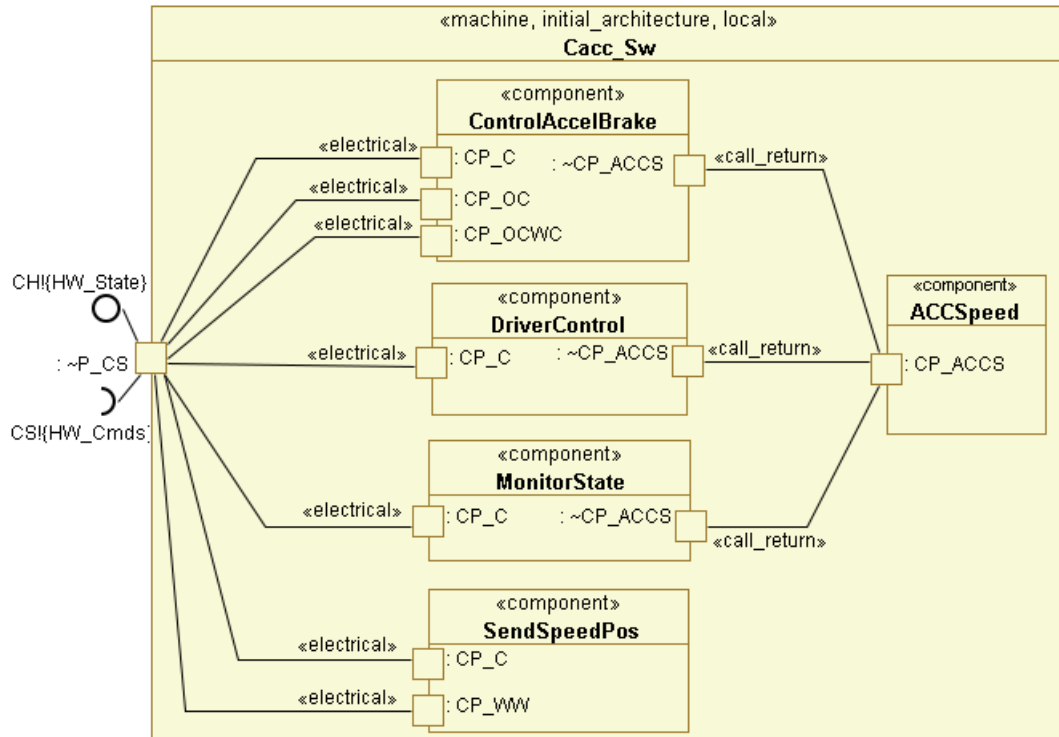 «machine, initial_architecture, local»
Cacc_Sw
«component»
ControlAccelBrake
«electrical»
: CP_C
: ~CP_ACCS
«call_return»
«electrical»
: CP_OC
«electrical»
: CP_OCWC
CH!{HW_State}
: ~P_CS
CS!{HW_Cmds}
«component»
DriverControl
«electrical»
: CP_C
: ~CP_ACCS
«call_return»
«component»
ACCSpeed
: CP_ACCS
«component»
MonitorState
«electrical»
: CP_C
: ~CP_ACCS
«call_return»
«component»
SendSpeedPos
«electrical»
: CP_C
«electrical»
: CP_WW